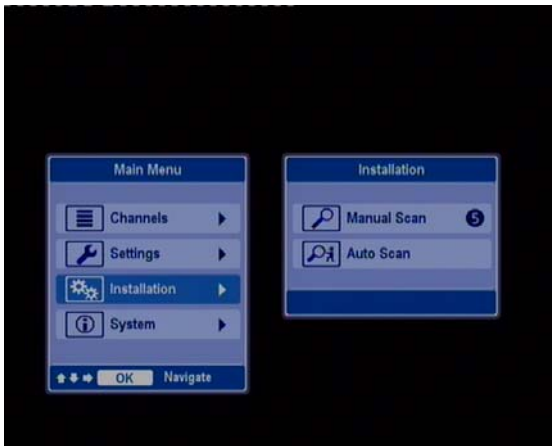 Main Menu
Channels
Settings
Installation
System
OK Navigate
Installation
Manual Scan 5
Auto Scan